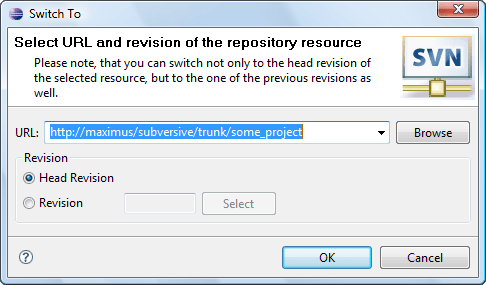 Switch To
Select URL and revision of the repository resource
Please note, that you can switch not only to the head revision of
the selected resource, but to the one of the previous revisions as
well.
SVN
URL: http://maximus/subversive/trunk/some_project Browse
Revision
Head Revision
Revision Select
? OK Cancel